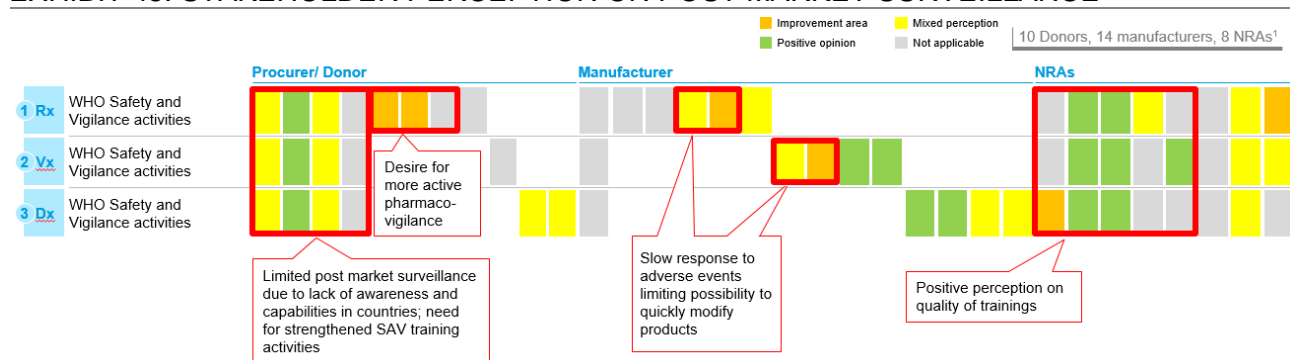 Improvement area
Mixed perception
Positive opinion
Not applicable
10 Donors, 14 manufacturers, 8 NRAs1
Procurer/ Donor
Manufacturer
NRAs
1 Rx
WHO Safety and
Vigilance activities
2 Vx
WHO Safety and
Vigilance activities
3 Dx
WHO Safety and
Vigilance activities
Desire for
more active
pharmaco-
vigilance
Limited post market surveillance
due to lack of awareness and
capabilities in countries; need
for strengthened SAV training
activities
Slow response to
adverse events
limiting possibility to
quickly modify
products
Positive perception on
quality of trainings